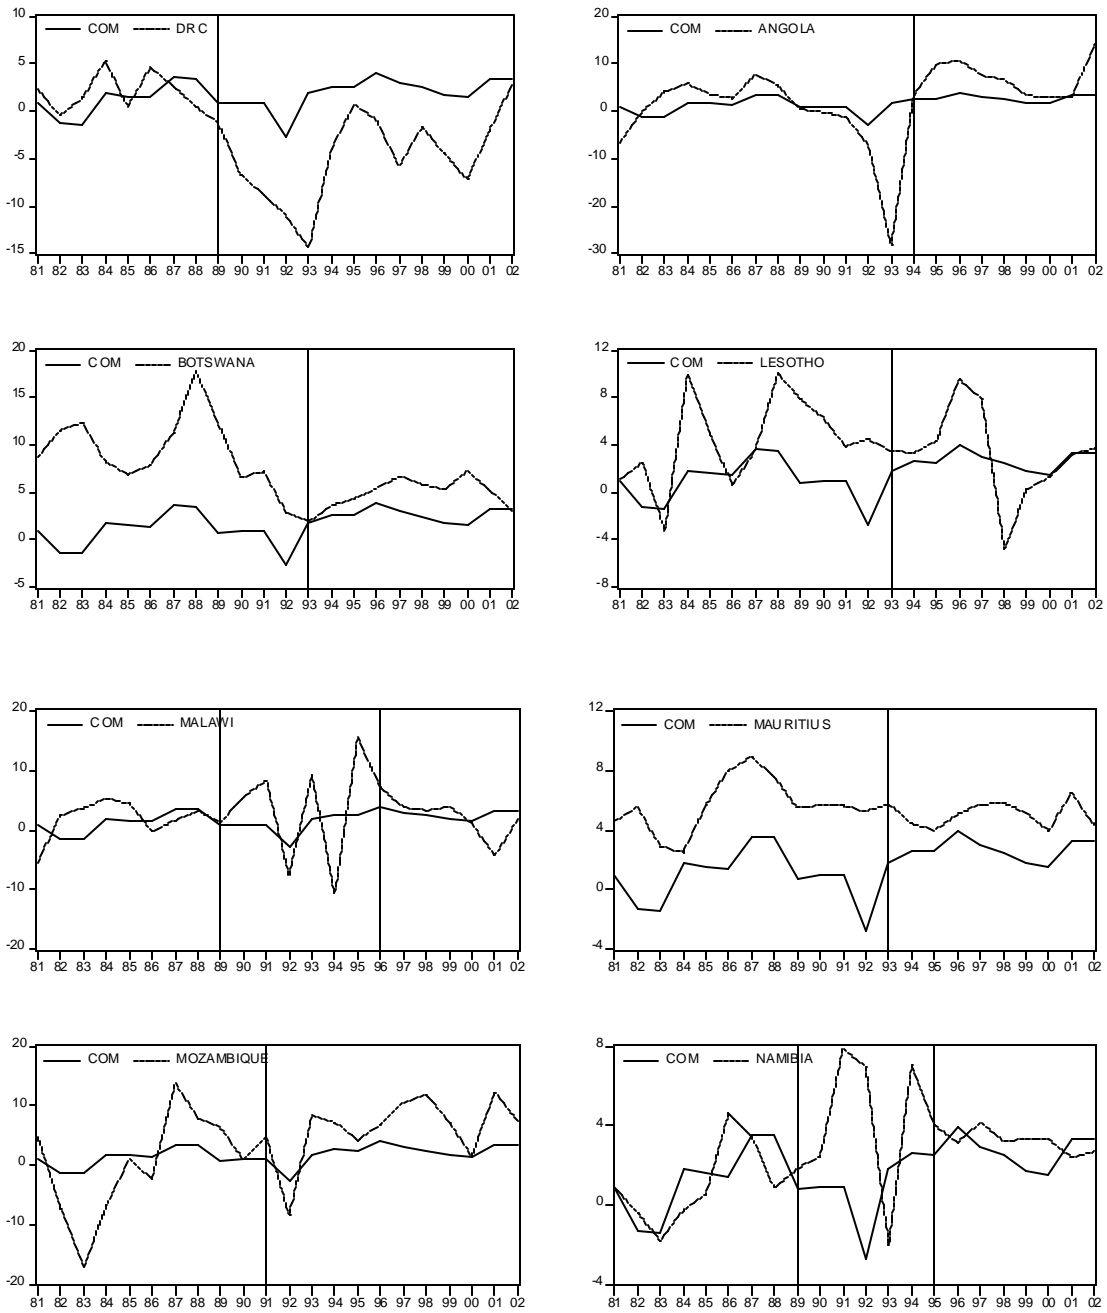 10
COM DRC
5
0
-5
-10
-15
81 82 83 84 85 86 87 88 89 90 91 92 93 94 95 96 97 98 99 00 01 02
20
COM ANGOLA
10
0
-10
-20
-30
81 82 83 84 85 86 87 88 89 90 91 92 93 94 95 96 97 98 99 00 01 02
20
COM BOTSWANA
15
10
5
0
-5
81 82 83 84 85 86 87 88 89 90 91 92 93 94 95 96 97 98 99 00 01 02
12
COM LESOTHO
8
4
0
-4
-8
81 82 83 84 85 86 87 88 89 90 91 92 93 94 95 96 97 98 99 00 01 02
20
COM MALAWI
10
0
-10
-20
81 82 83 84 85 86 87 88 89 90 91 92 93 94 95 96 97 98 99 00 01 02
12
COM MAURITIUS
8
4
0
-4
81 82 83 84 85 86 87 88 89 90 91 92 93 94 95 96 97 98 99 00 01 02
20
COM MOZAMBIQUE
10
0
-10
-20
81 82 83 84 85 86 87 88 89 90 91 92 93 94 95 96 97 98 99 00 01 02
8
COM NAMIBIA
4
0
-4
81 82 83 84 85 86 87 88 89 90 91 92 93 94 95 96 97 98 99 00 01 02